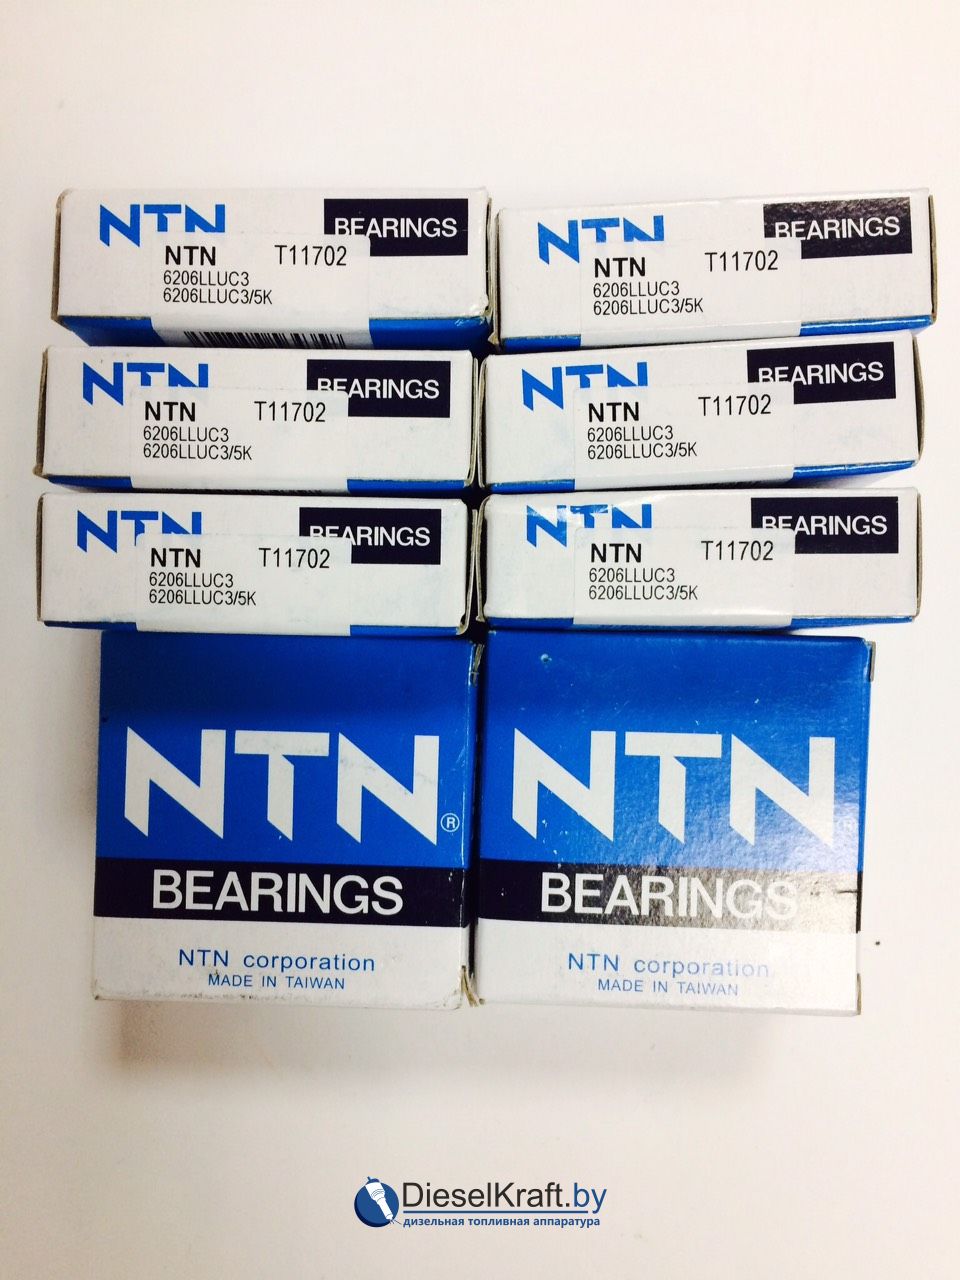 NTN BEARINGS
NTN T11702
6206LLUC3
6206LLUC3/5K
NTN BEARINGS
NTN T11702
6206LLUC3
6206LLUC3/5K
NTN BEARINGS
NTN T11702
6206LLUC3
6206LLUC3/5K
NTN BEARINGS
NTN T11702
6206LLUC3
6206LLUC3/5K
NTN BEARINGS
NTN T11702
6206LLUC3
6206LLUC3/5K
NTN BEARINGS
NTN T11702
6206LLUC3
6206LLUC3/5K
NTN®
BEARINGS
NTN corporation
MADE IN TAIWAN
NTN
BEARINGS
NTN corporation
MADE IN TAIWAN
DieselKraft.by
дизельная топливная аппаратура